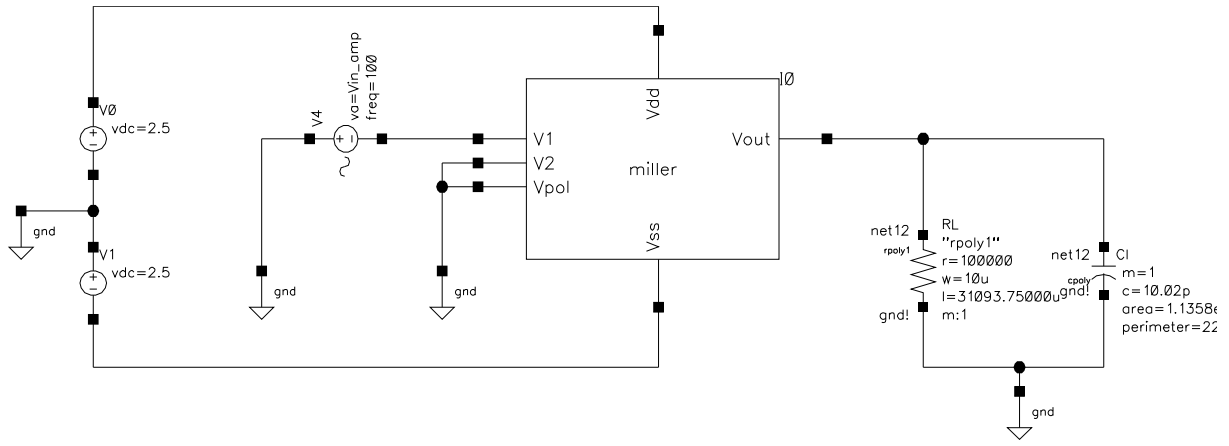 V0
vdc=2.5
gnd
V1
vdc=2.5
V4
va=Vin_amp
freq=100
gnd
gnd
I0
Vdd
V1
V2
Vpol
miller
Vout
Vss
net12
rpoly1
gnd!
RL
"rpoly1"
r=100000
w=10u
l=31093.75000u
m:1
net12
cpoly
gnd!
Cl
m=1
c=10.02p
area=1.1358e
perimeter=22
gnd